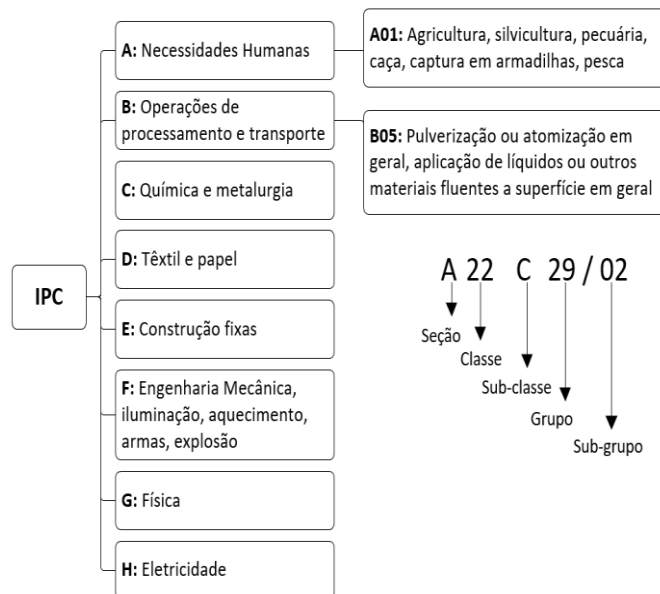 IPC
A: Necessidades Humanas
A01: Agricultura, silvicultura, pecuária,
caça, captura em armadilhas, pesca
B: Operações de
processamento e transporte
B05: Pulverização ou atomização em
geral, aplicação de líquidos ou outros
materiais fluentes a superfície em geral
C: Química e metalurgia
D: Têxtil e papel
E: Construção fixas
F: Engenharia Mecânica,
iluminação, aquecimento,
armas, explosão
G: Física
H: Eletricidade
A 22 C 29 / 02
Seção
Classe
Sub-classe
Grupo
Sub-grupo